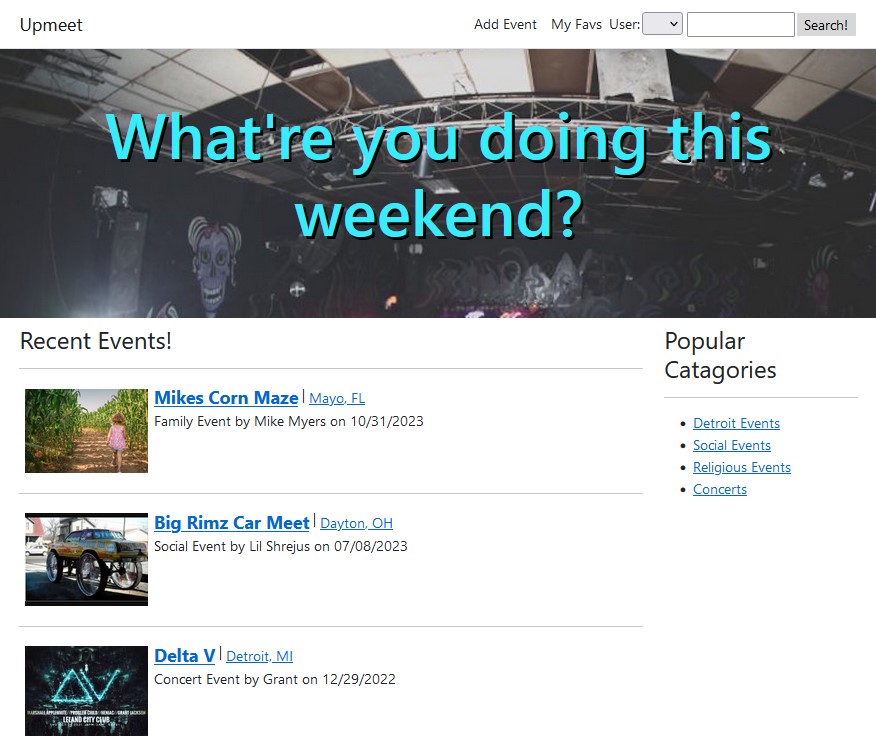 Upmeet
Add Event My Favs User: Search!
What're you doing this
weekend?
Recent Events!
Mikes Corn Maze | Mayo, FL
Family Event by Mike Myers on 10/31/2023
Big Rimz Car Meet | Dayton, OH
Social Event by Lil Shrejus on 07/08/2023
Delta V | Detroit, MI
Concert Event by Grant on 12/29/2022
LELAND CITY CLUB
Popular
Catagories
Detroit Events
Social Events
Religious Events
Concerts